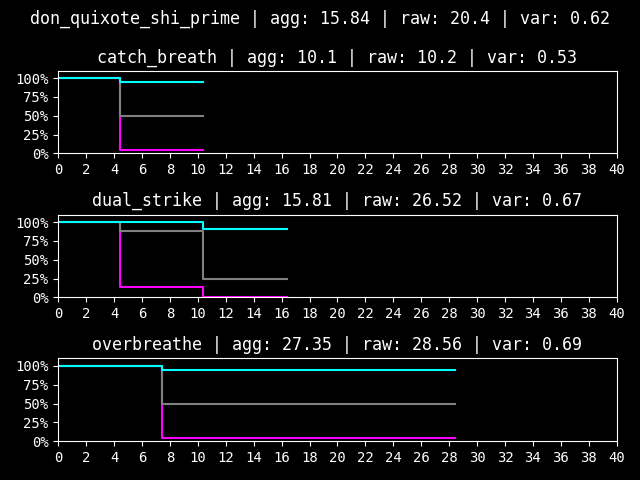 don_quixote_shi_prime | agg: 15.84 | raw: 20.4 | var: 0.62
catch_breath | agg: 10.1 | raw: 10.2 | var: 0.53
100%
75%
50%
25%
0%
0 2 4 6 8 10 12 14 16 18 20 22 24 26 28 30 32 34 36 38 40
dual_strike | agg: 15.81 | raw: 26.52 | var: 0.67
100%
75%
50%
25%
0%
0 2 4 6 8 10 12 14 16 18 20 22 24 26 28 30 32 34 36 38 40
overbreathe | agg: 27.35 | raw: 28.56 | var: 0.69
100%
75%
50%
25%
0%
0 2 4 6 8 10 12 14 16 18 20 22 24 26 28 30 32 34 36 38 40